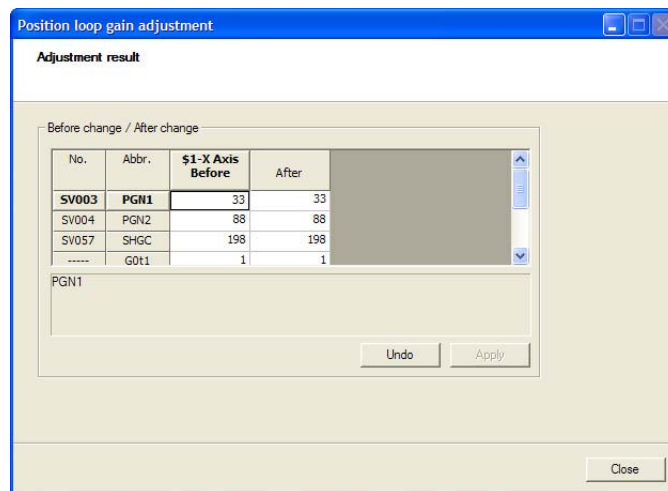 Position loop gain adjustment
Adjustment result
Before change / After change
No. Abbr. $1-X Axis Before After
SV003 PGN1 33 33
SV004 PGN2 88 88
SV057 SHGC 198 198
----- G0t1 1 1
PGN1
Undo Apply
Close